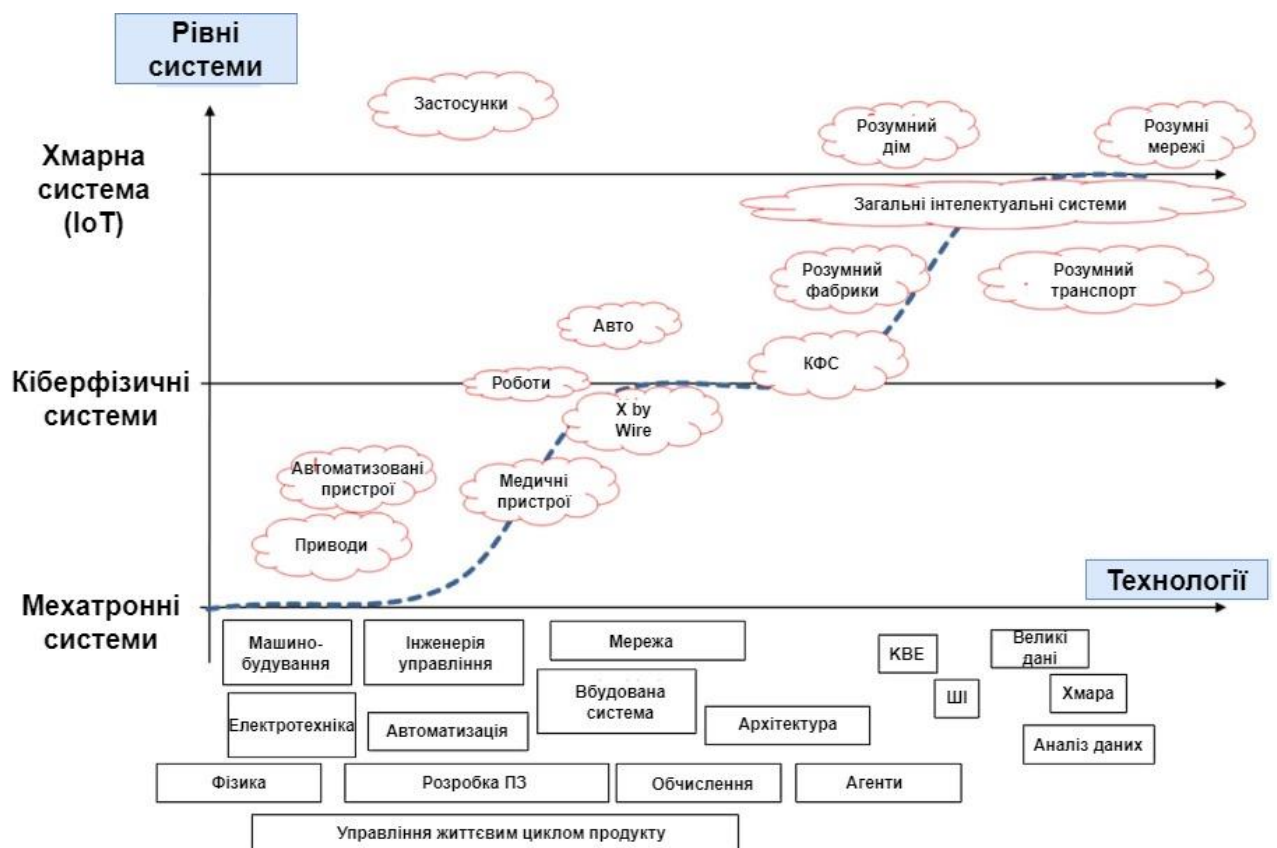 Рівні
системи
Застосунки
Розумний
дім
Розумні
мережі
Хмарна
система
(IoT)
Загальні інтелектуальні системи
Розумний
фабрики
Розумний
транспорт
Авто
КФС
Кіберфізичні
системи
Роботи
X by
Wire
Автоматизовані
пристрої
Медичні
пристрої
Приводи
Технології
Мехатронні
системи
Машино-
будування
Інженерія
управління
Мережа
КВЕ
Великі
дані
Вбудована
система
ШІ
Хмара
Електротехніка
Автоматизація
Архітектура
Аналіз даних
Фізика
Розробка ПЗ
Обчислення
Агенти
Управління життєвим циклом продукту